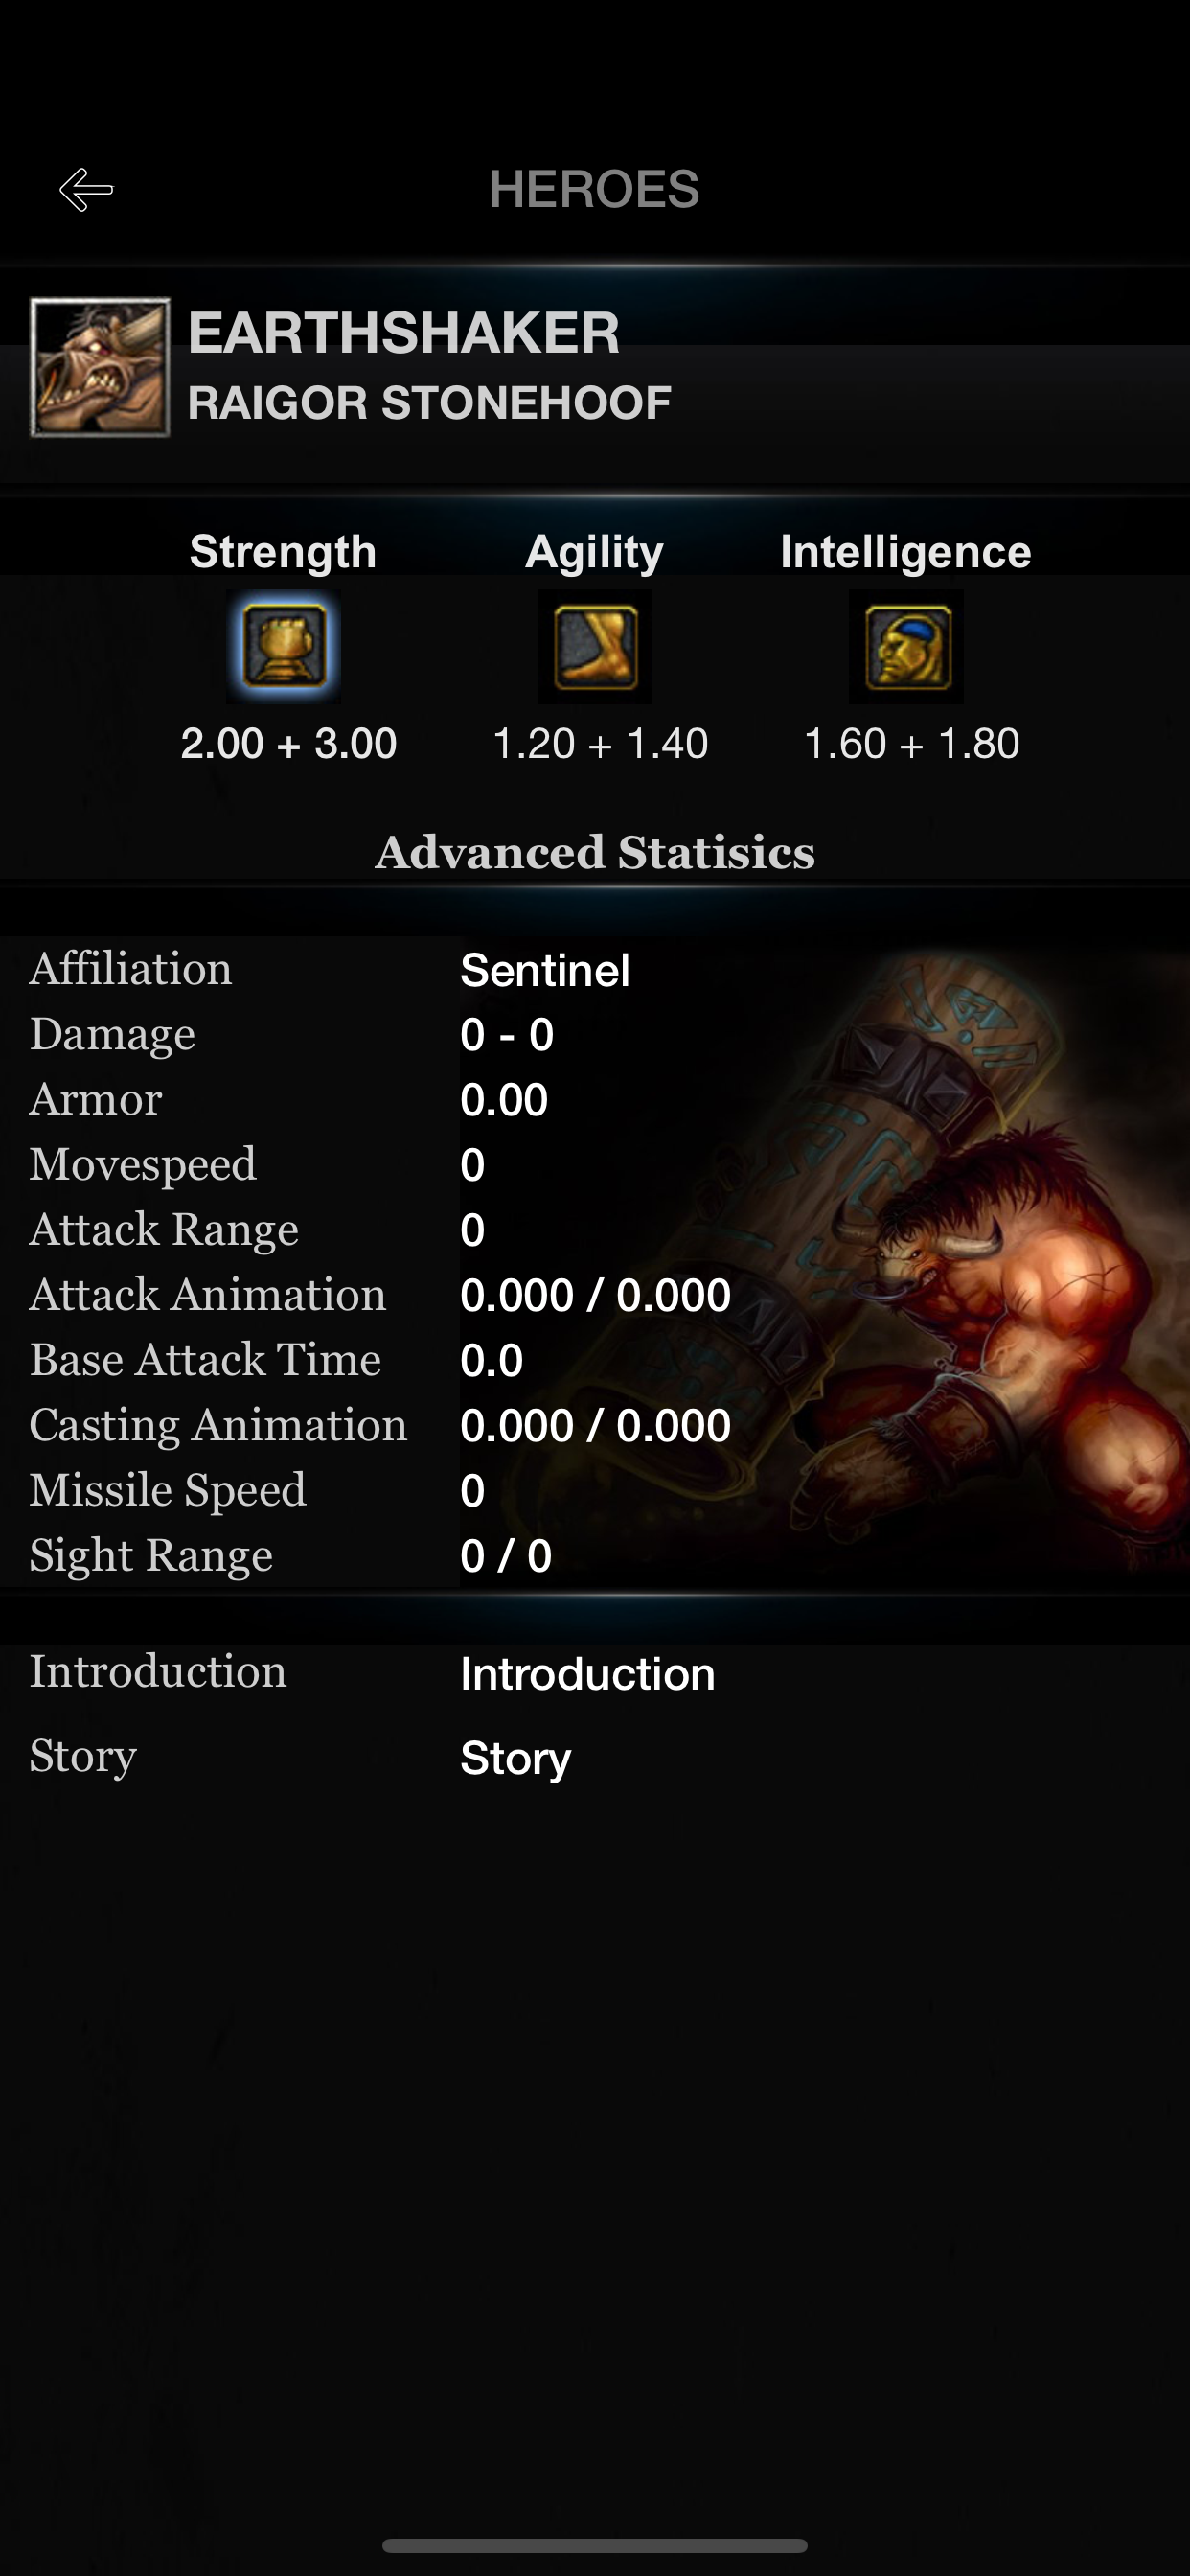 HEROES
EARTHSHAKER
RAIGOR STONEHOOF
Strength Agility Intelligence
2.00 + 3.00 1.20 + 1.40 1.60 + 1.80
Advanced Statisics
Affiliation Sentinel
Damage 0 - 0
Armor 0.00
Movespeed 0
Attack Range 0
Attack Animation 0.000 / 0.000
Base Attack Time 0.0
Casting Animation 0.000 / 0.000
Missile Speed 0
Sight Range 0 / 0
Introduction Introduction
Story Story